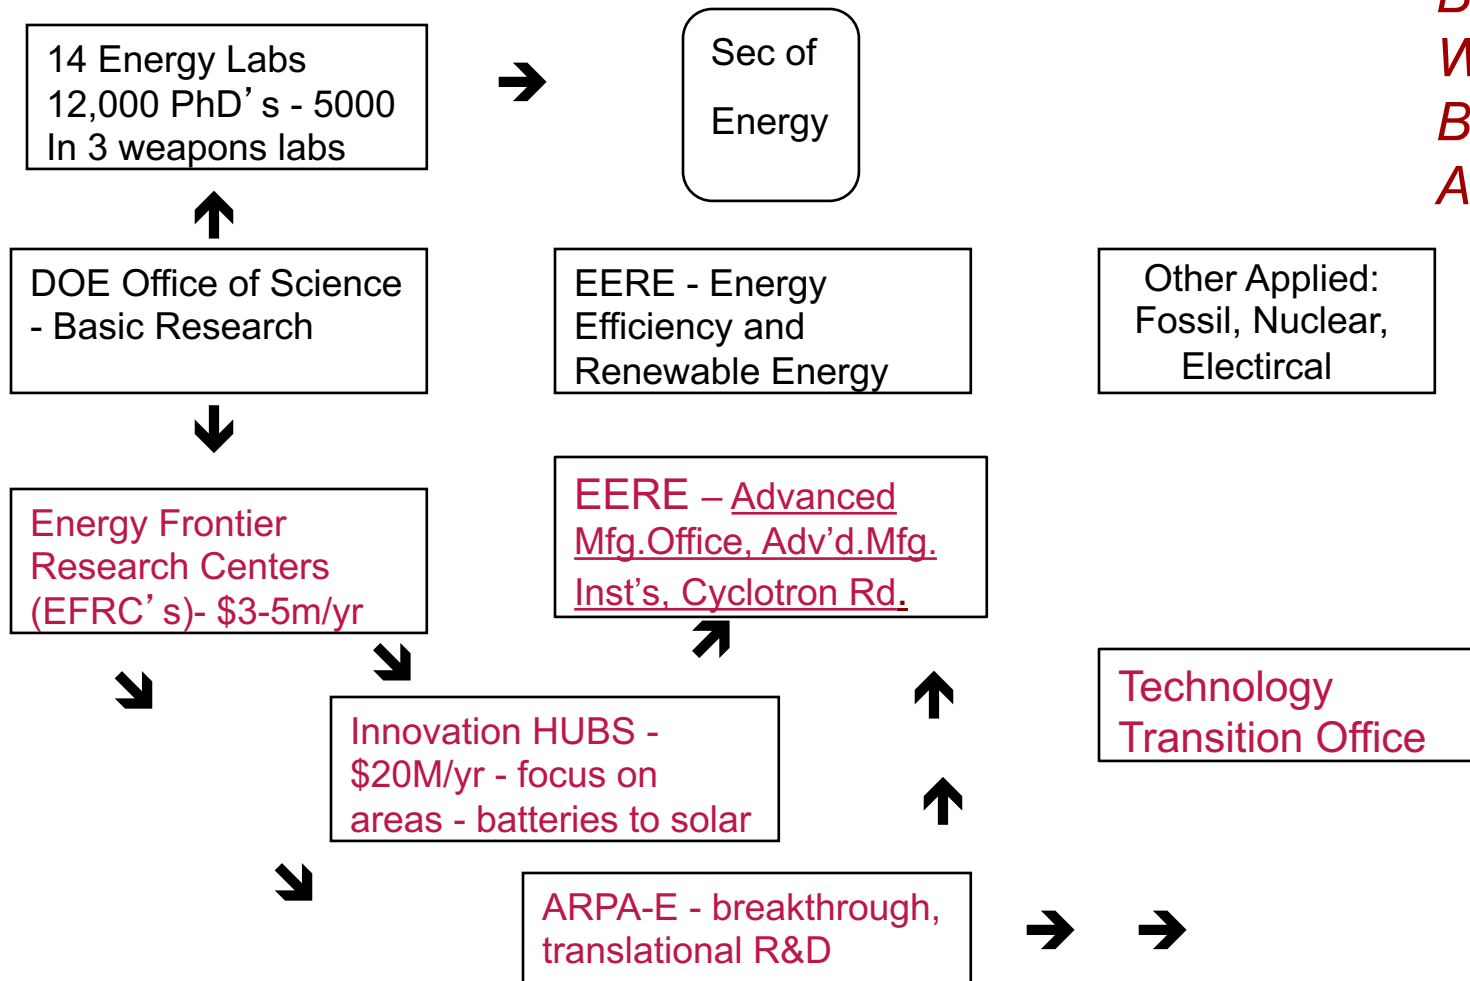 14 Energy Labs
12,000 PhD's - 5000
In 3 weapons labs
Sec of
Energy
DOE Office of Science
- Basic Research
EERE - Energy
Efficiency and
Renewable Energy
Other Applied:
Fossil, Nuclear,
Electircal
Energy Frontier
Research Centers
(EFRC's)- $3-5m/yr
EERE – Advanced
Mfg.Office, Adv'd.Mfg.
Inst's, Cyclotron Rd.
Innovation HUBS -
$20M/yr - focus on
areas - batteries to solar
Technology
Transition Office
ARPA-E - breakthrough,
translational R&D